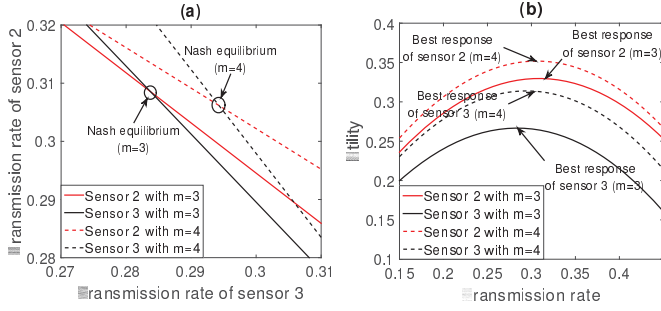 (a)
Transmission rate of sensor 2
0.32
0.31
0.3
0.29
0.28
Nash equilibrium
(m=4)
Nash equilibrium
(m=3)
Sensor 2 with m=3
Sensor 3 with m=3
Sensor 2 with m=4
Sensor 3 with m=4
0.27
0.28
0.29
0.3
0.31
Transmission rate of sensor 3
(b)
Utility
0.4
0.35
0.3
0.25
0.2
0.15
0.1
Best response
of sensor 2 (m=4)
Best response
of sensor 2 (m=3)
Best response
of sensor 3 (m=4)
Best response
of sensor 3 (m=3)
Sensor 2 with m=3
Sensor 3 with m=3
Sensor 2 with m=4
Sensor 3 with m=4
0.15
0.2
0.25
0.3
0.35
0.4
Transmission rate